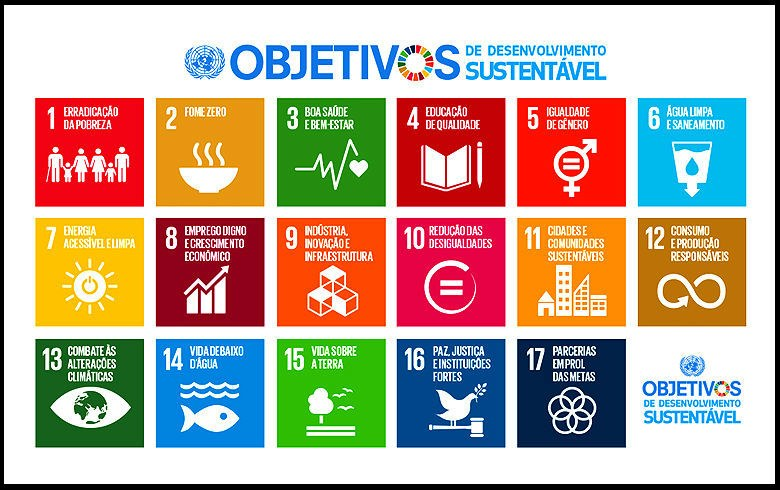 OBJETIVOS
DE DESENVOLVIMENTO
SUSTENTÁVEL
1 ERRADICAÇÃO
DA POBREZA
2 FOME ZERO
3 BOA SAÚDE
E BEM-ESTAR
4 EDUCAÇÃO
DE QUALIDADE
5 IGUALDADE
DE GÊNERO
6 ÁGUA LIMPA
E SANEAMENTO
7 ENERGIA
ACESSÍVEL E LIMPA
8 EMPREGO DIGNO
E CRESCIMENTO
ECONÔMICO
9 INDÚSTRIA,
INOVAÇÃO E
INFRAESTRUTURA
10 REDUÇÃO DAS
DESIGUALDADES
11 CIDADES E
COMUNIDADES
SUSTENTÁVEIS
12 CONSUMO
E PRODUÇÃO
RESPONSÁVEIS
13 COMBATE ÀS
ALTERAÇÕES
CLIMÁTICAS
14 VIDA DEBAIXO
D'ÁGUA
15 VIDA SOBRE
A TERRA
16 PAZ, JUSTIÇA
E INSTITUIÇÕES
FORTES
17 PARCERIAS
EM PROL
DAS METAS
OBJETIVOS
DE DESENVOLVIMENTO
SUSTENTÁVEL